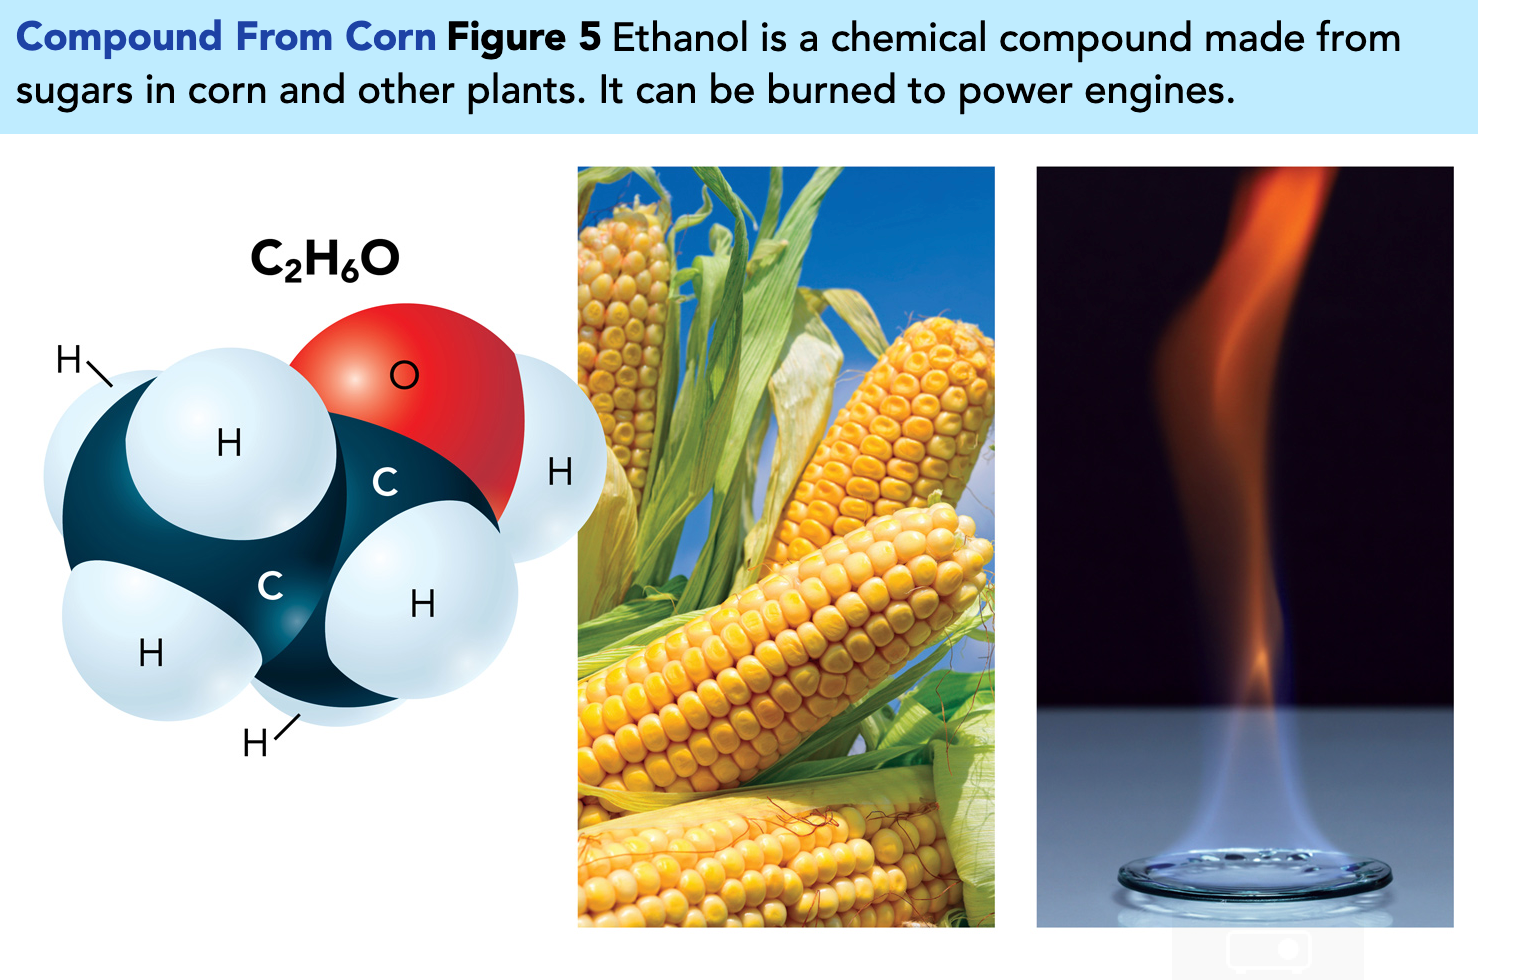 Compound From Corn Figure 5 Ethanol is a chemical compound made from
sugars in corn and other plants. It can be burned to power engines.
C₂H₆O
H
O
H
H
C
C
H
H
H